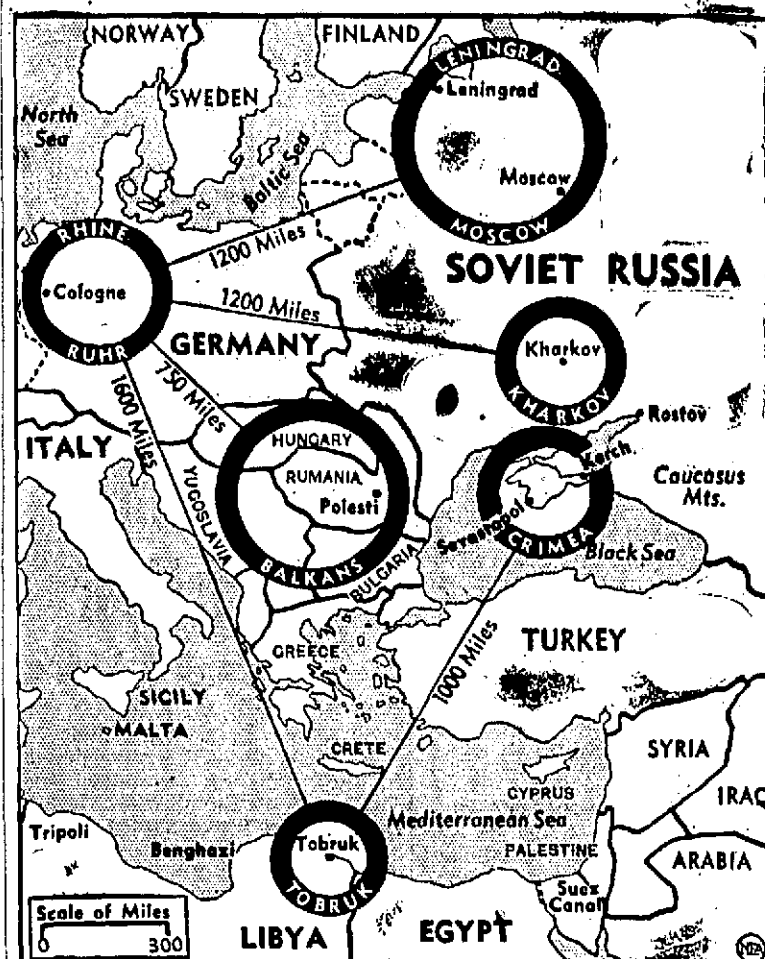 NORWAY
FINLAND
LENINGRAD
Leningrad
SWEDEN
North
Sea
Baltic Sea
Moscow
MOSCOW
RHINE
1200 Miles
SOVIET RUSSIA
Cologne
1200 Miles
RUHR
GERMANY
Kharkov
KHARKOV
750 Miles
1600 Miles
Rostov
ITALY
HUNGARY
Kerch
RUMANIA
Caucasus
Mts.
Polesti
YUGOSLAVIA
Sevastopol
CRIMEA
Black Sea
BALKANS
BULGARIA
TURKEY
GREECE
1000 Miles
SICILY
MALTA
CRETE
SYRIA
CYPRUS
IRAQ
Mediterranean Sea
Tripoli
Benghazi
Tobruk
PALESTINE
ARABIA
TOBRUK
Suez
Canal
Scale of Miles
0 300
LIBYA
EGYPT
NEA